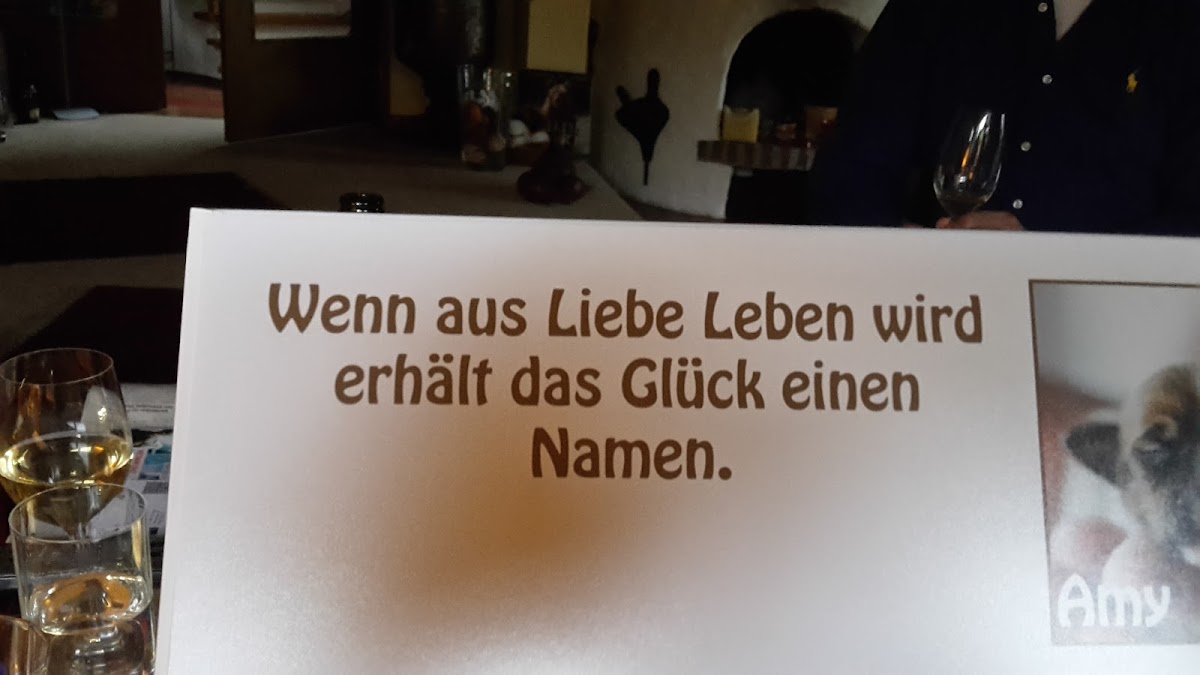 Wenn aus Liebe Leben wird
erhält das Glück einen
Namen.
Amy